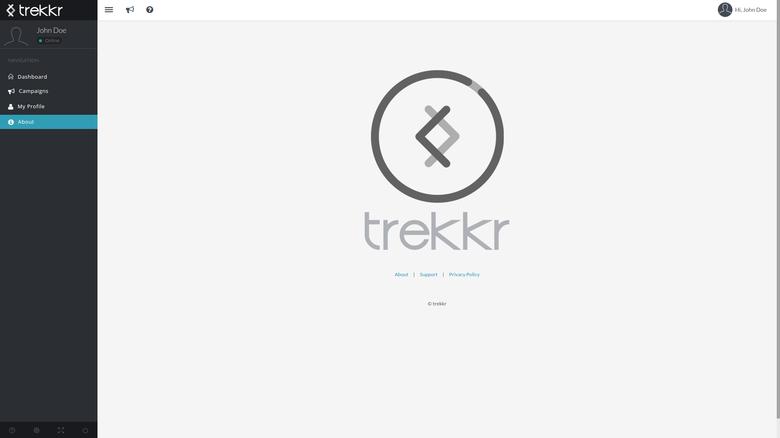 trekkr
Hi, John Doe
John Doe
Online
NAVIGATION
Dashboard
Campaigns
My Profile
About
trekkr
About | Support | Privacy Policy
© trekkr